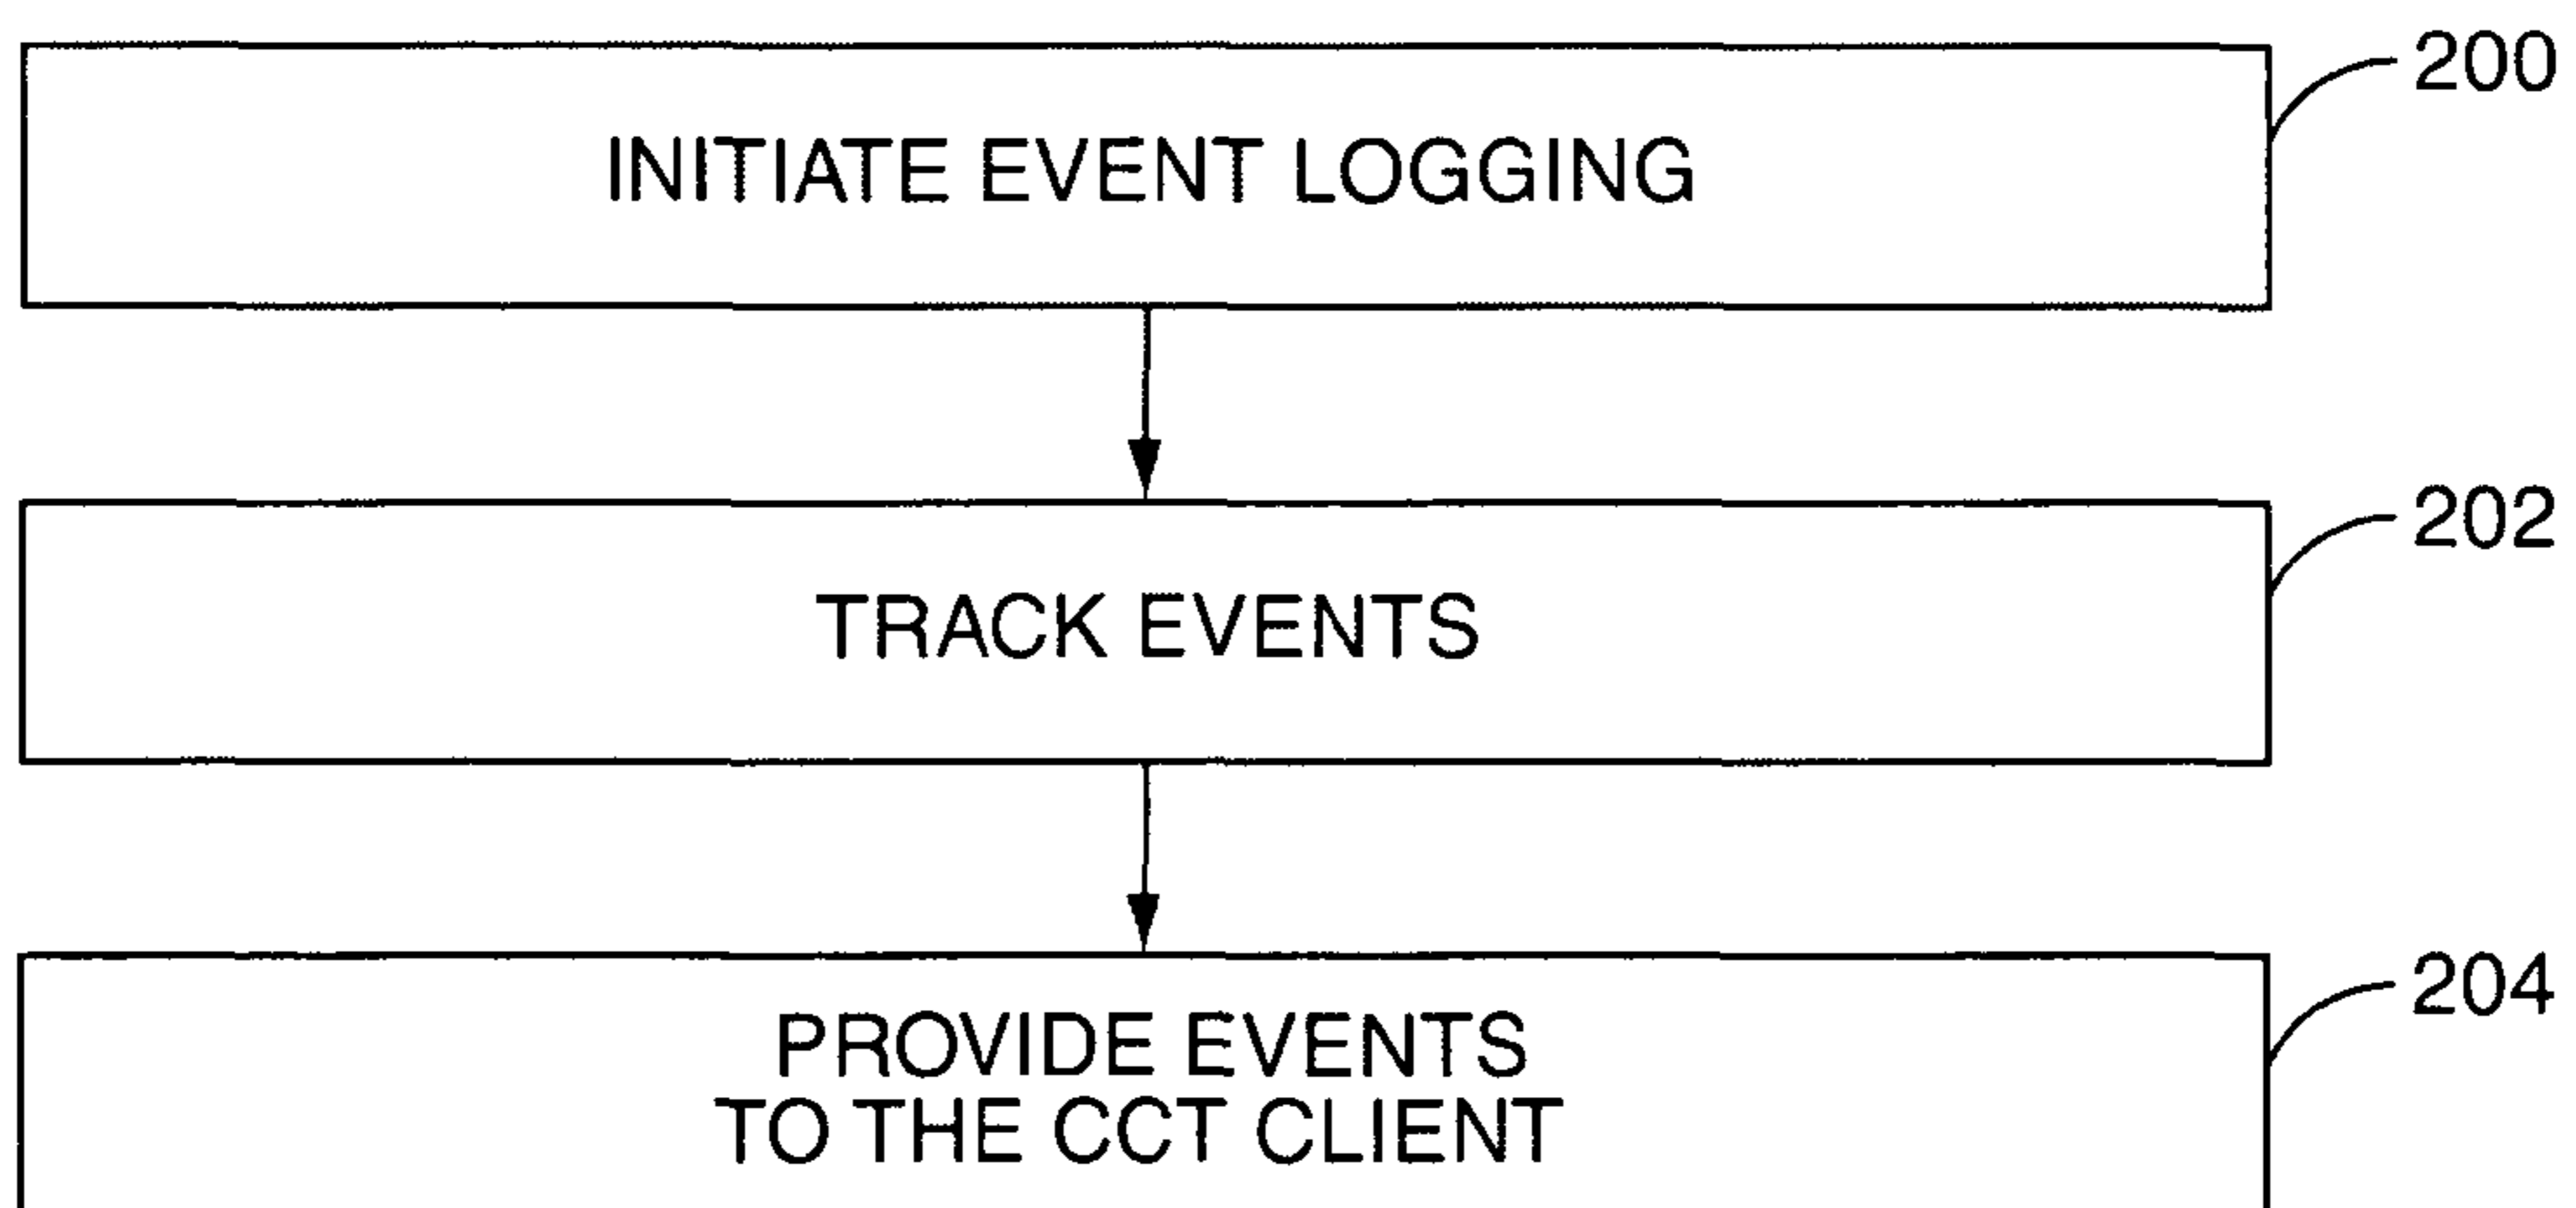 200
INITIATE EVENT LOGGING
202
TRACK EVENTS
204
PROVIDE EVENTS
TO THE CCT CLIENT